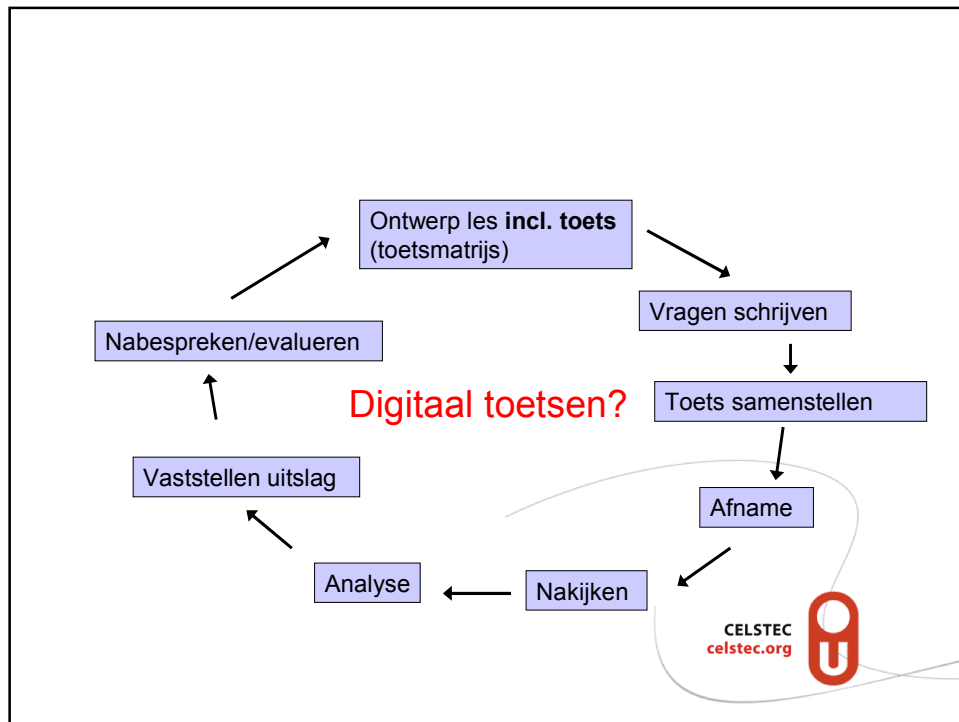 Ontwerp les incl. toets
(toetsmatrijs)
Vragen schrijven
Nabespreken/evalueren
Digitaal toetsen?
Toets samenstellen
Vaststellen uitslag
Afname
Analyse
Nakijken
CELSTEC
celstec.org